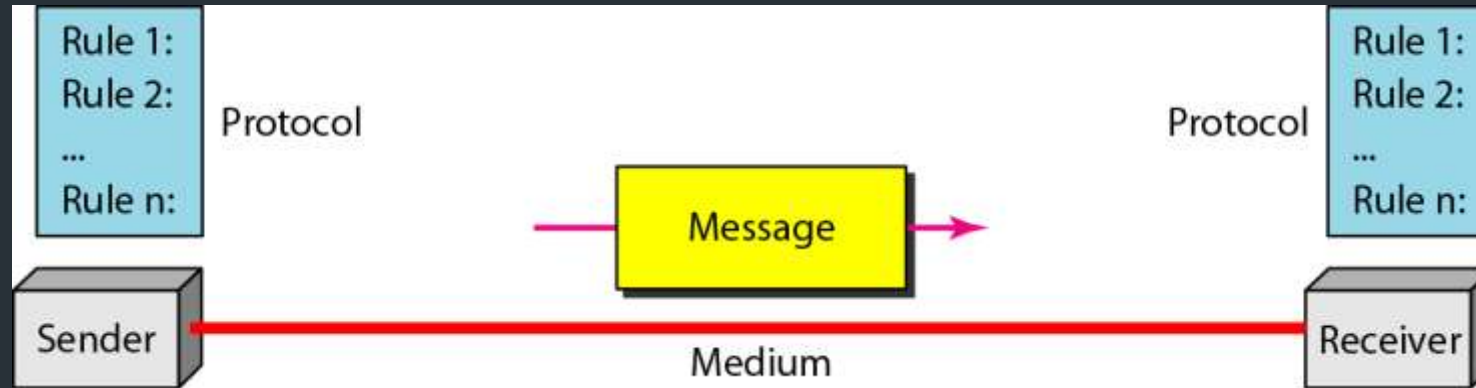 Rule 1:
Rule 2:
...
Rule n:
Protocol
Protocol
Rule 1:
Rule 2:
...
Rule n:
Message
Sender
Medium
Receiver